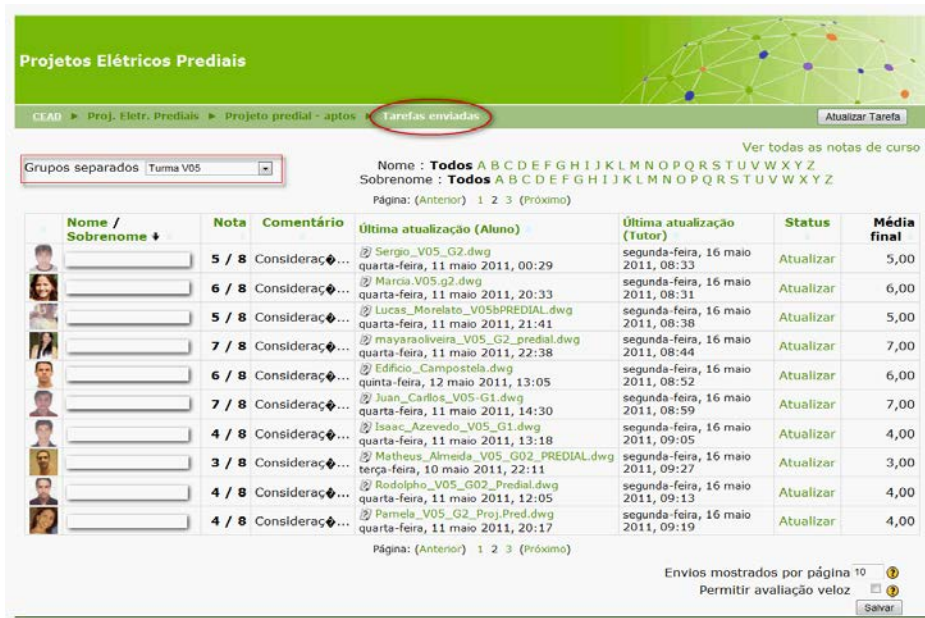 Projetos Elétricos Prediais
CEAD ► Proj. Eletr. Prediais ► Projeto predial - aptos ► Tarefas enviadas
Atualizar Tarefa
Ver todas as notas de curso
Grupos separados Turma V05
Nome : Todos A B C D E F G H I J K L M N O P Q R S T U V W X Y Z
Sobrenome : Todos A B C D E F G H I J K L M N O P Q R S T U V W X Y Z
Página: (Anterior) 1 2 3 (Próximo)
Nome / Sobrenome Nota Comentário Última atualização (Aluno) Última atualização (Tutor) Status Média final
5 / 8 Consideraç�... Sergio_V05_G2.dwg
quarta-feira, 11 maio 2011, 00:29 segunda-feira, 16 maio 2011, 08:33 Atualizar 5,00
6 / 8 Consideraç�... Marcia.V05.g2.dwg
quarta-feira, 11 maio 2011, 20:33 segunda-feira, 16 maio 2011, 08:31 Atualizar 6,00
5 / 8 Consideraç�... Lucas_Morelato_V05bPREDIAL.dwg
quarta-feira, 11 maio 2011, 21:41 segunda-feira, 16 maio 2011, 08:38 Atualizar 5,00
7 / 8 Consideraç�... mayaraoliveira_V05_G2_predial.dwg
quarta-feira, 11 maio 2011, 22:38 segunda-feira, 16 maio 2011, 08:44 Atualizar 7,00
6 / 8 Consideraç�... Edificio_Campostela.dwg
quinta-feira, 12 maio 2011, 13:05 segunda-feira, 16 maio 2011, 08:52 Atualizar 6,00
7 / 8 Consideraç�... Juan_Carllos_V05-G1.dwg
quarta-feira, 11 maio 2011, 14:30 segunda-feira, 16 maio 2011, 08:59 Atualizar 7,00
4 / 8 Consideraç�... Isaac_Azevedo_V05_G1.dwg
quarta-feira, 11 maio 2011, 13:18 segunda-feira, 16 maio 2011, 09:05 Atualizar 4,00
3 / 8 Consideraç�... Matheus_Almeida_V05_G02_PREDIAL.dwg
terça-feira, 10 maio 2011, 22:11 segunda-feira, 16 maio 2011, 09:27 Atualizar 3,00
4 / 8 Consideraç�... Rodolpho_V05_G02_Predial.dwg
quarta-feira, 11 maio 2011, 12:05 segunda-feira, 16 maio 2011, 09:13 Atualizar 4,00
4 / 8 Consideraç�... Pamela_V05_G2_Proj.Pred.dwg
quarta-feira, 11 maio 2011, 20:17 segunda-feira, 16 maio 2011, 09:19 Atualizar 4,00
Página: (Anterior) 1 2 3 (Próximo)
Envios mostrados por página 10
Permitir avaliação veloz
Salvar